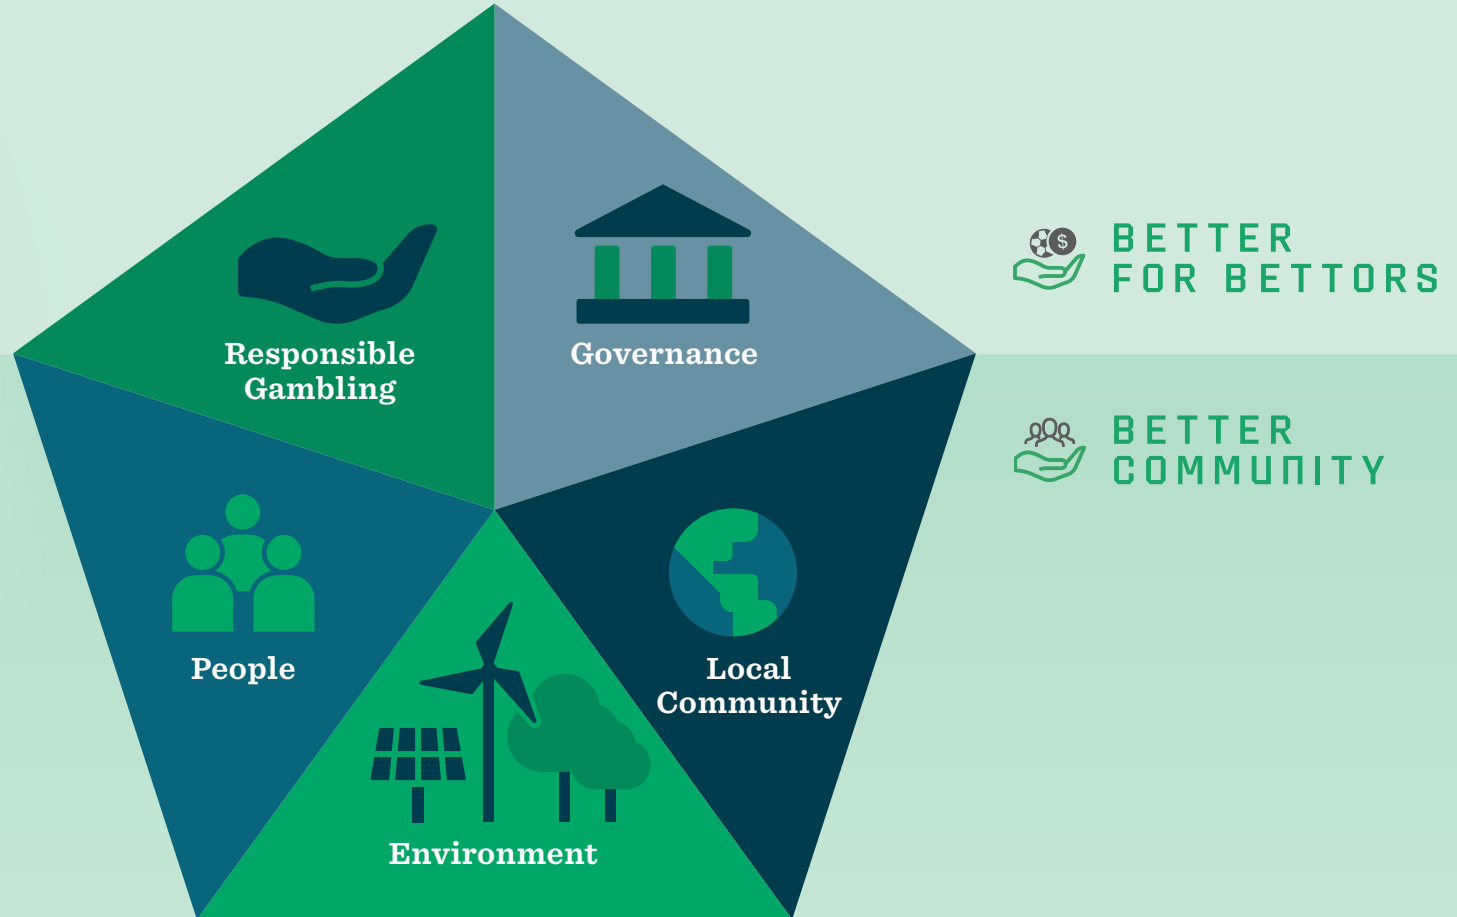 Responsible
Gambling
Governance
People
Environment
Local
Community
BETTER
FOR BETTORS
BETTER
COMMUNITY
$